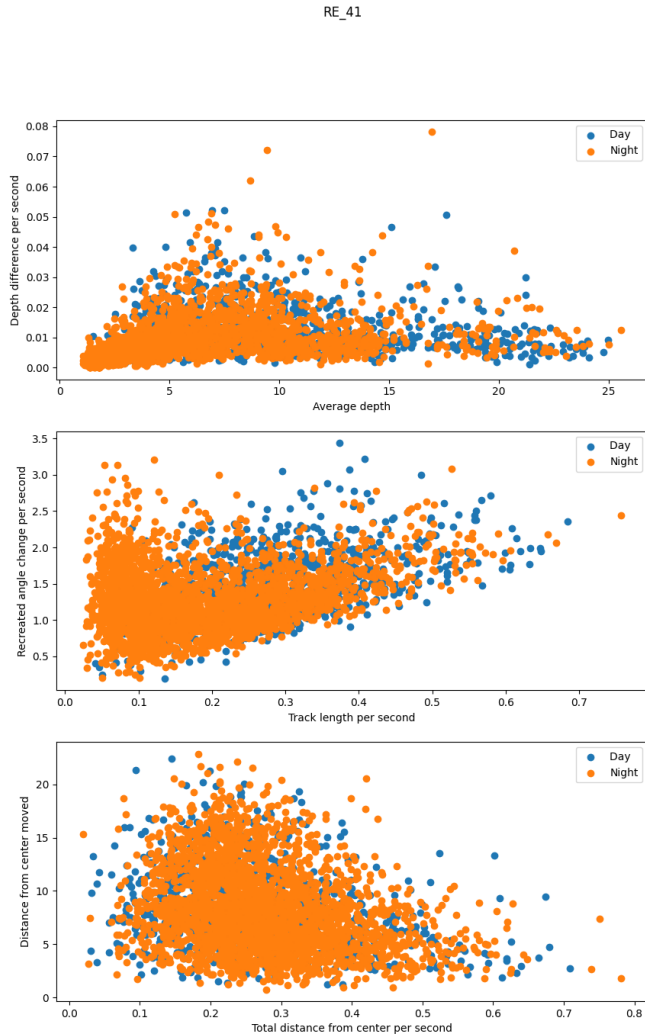 RE_41
0.08
0.07
0.06
0.05
0.04
0.03
0.02
0.01
0.00
Depth difference per second
Day
Night
0 5 10 15 20 25
Average depth
3.5
3.0
2.5
2.0
1.5
1.0
0.5
Recreated angle change per second
Day
Night
0.0 0.1 0.2 0.3 0.4 0.5 0.6 0.7
Track length per second
20
15
10
5
0
Distance from center moved
Day
Night
0.0 0.1 0.2 0.3 0.4 0.5 0.6 0.7 0.8
Total distance from center per second